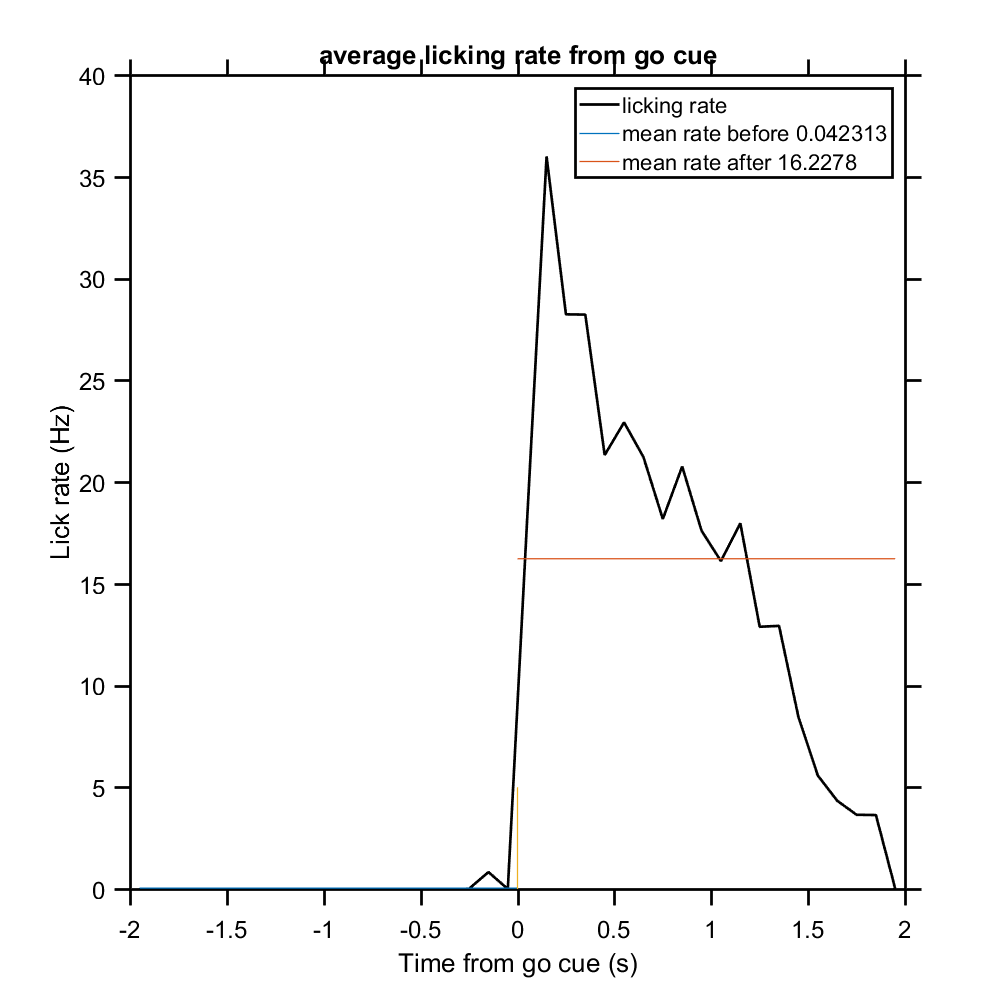 average licking rate from go cue
licking rate
mean rate before 0.042313
mean rate after 16.2278
40
35
30
25
20
15
10
5
0
Lick rate (Hz)
-2 -1.5 -1 -0.5 0 0.5 1 1.5 2
Time from go cue (s)